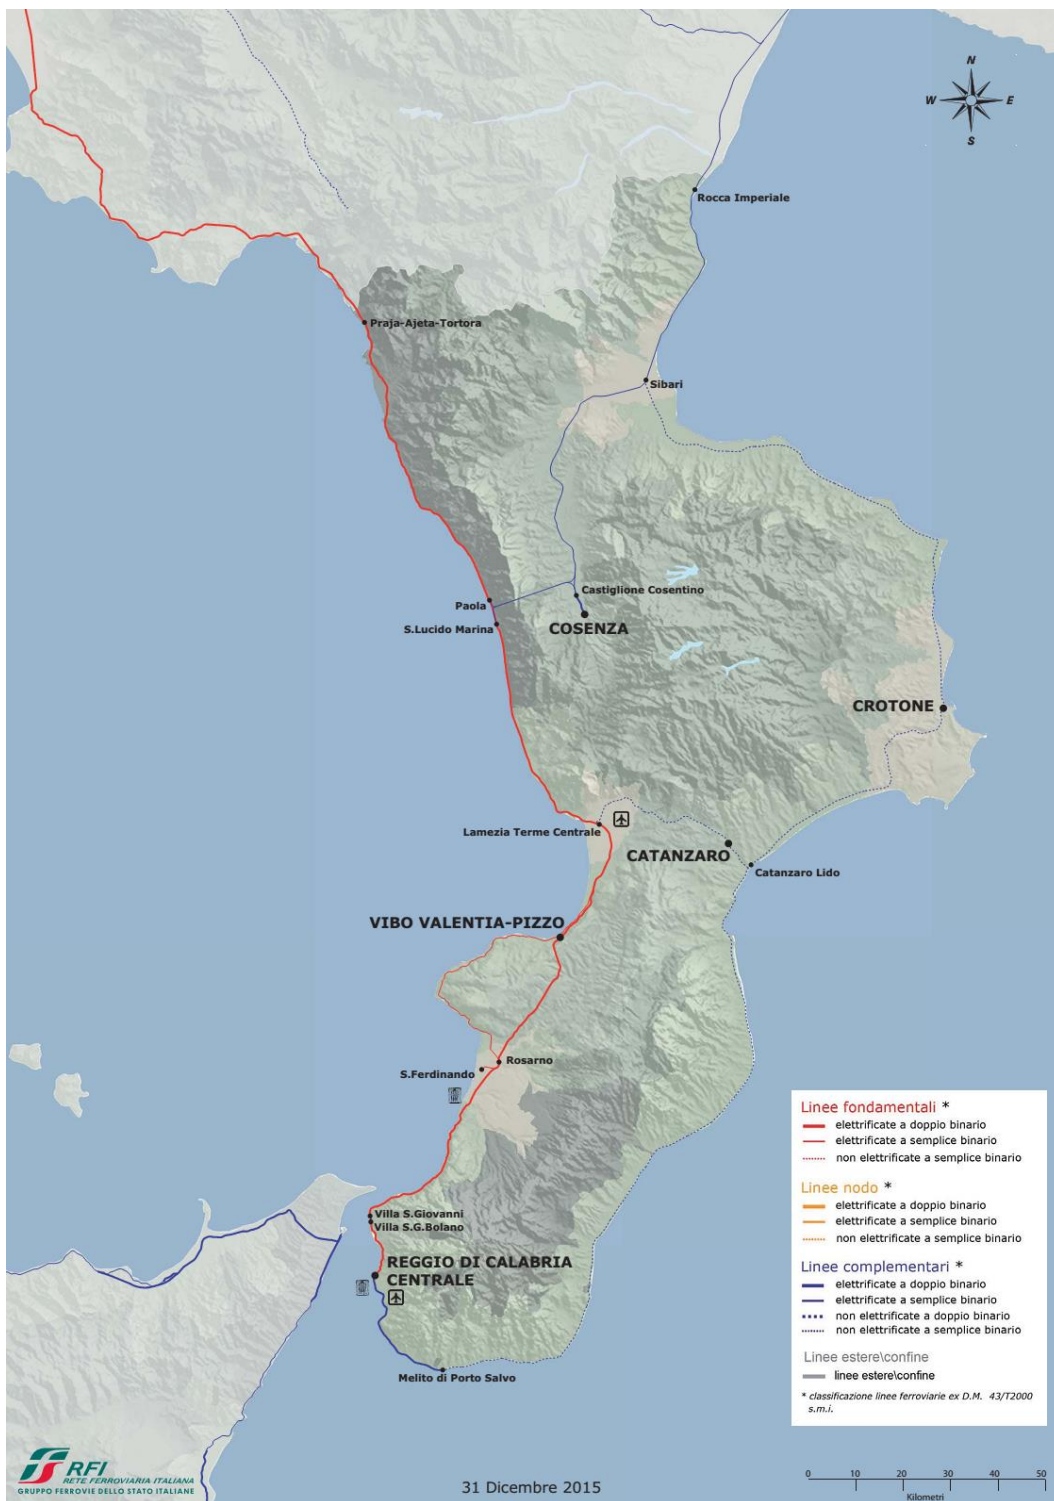 N
W
E
S
Rocca Imperiale
Praja-Ajeta-Tortora
Sibari
Castiglione Cosentino
Paola
S.Lucido Marina
COSENZA
CROTONE
Lamezia Terme Centrale
CATANZARO
Catanzaro Lido
VIBO VALENTIA-PIZZO
Rosarno
S.Ferdinando
Villa S.Giovanni
Villa S.G.Bolano
REGGIO DI CALABRIA
CENTRALE
Melito di Porto Salvo
Linee fondamentali *
elettrificate a doppio binario
elettrificate a semplice binario
non elettrificate a semplice binario
Linee nodo *
elettrificate a doppio binario
elettrificate a semplice binario
non elettrificate a semplice binario
Linee complementari *
elettrificate a doppio binario
elettrificate a semplice binario
non elettrificate a doppio binario
non elettrificate a semplice binario
Linee estere\confine
linee estere\confine
* classificazione linee ferroviarie ex D.M. 43/T2000
s.m.i.
RFI
RETE FERROVIARIA ITALIANA
GRUPPO FERROVIE DELLO STATO ITALIANE
31 Dicembre 2015
0 10 20 30 40 50
Kilometri